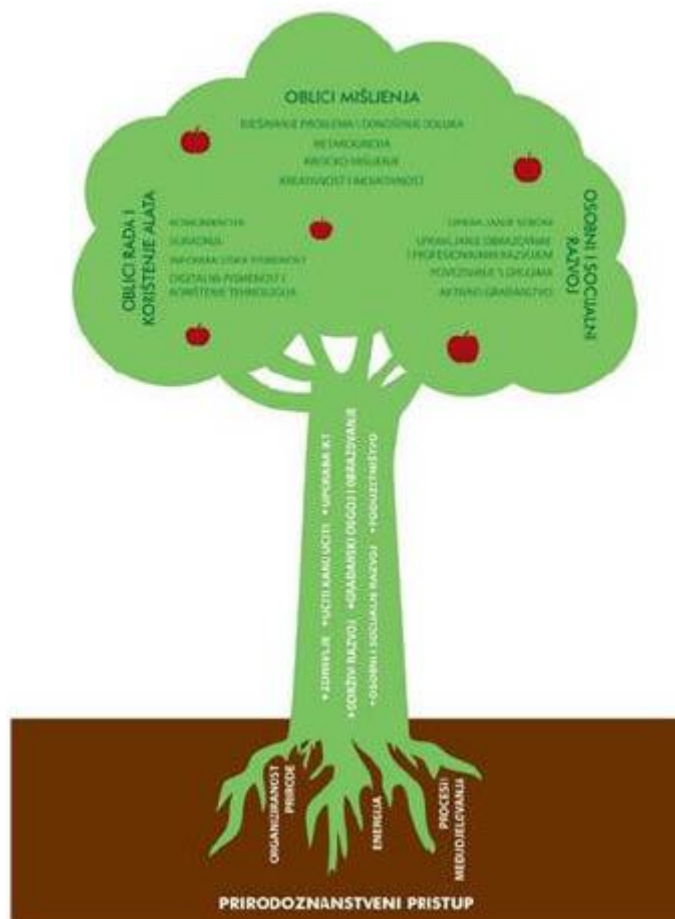 OBLICI MIŠLJENJA
RJEŠAVANJE PROBLEMA I DONOŠENJE ODLUKA
METAKOGNICIJA
KRITIČKO MIŠLJENJE
KREATIVNOST I INOVATIVNOST
OBLICI RADA I
KORIŠTENJE ALATA
KOMUNIKACIJA
SURADNJA
INFORMACIJSKA PISMENOST
DIGITALNA PISMENOST I
KORIŠTENJE TEHNOLOGIJA
OSOBNI I SOCIJALNI
RAZVOJ
UPRAVLJANJE SOBOM
UPRAVLJANJE OBRAZOVNIM
I PROFESIONALNIM RAZVOJEM
POVEZIVANJE S DRUGIMA
AKTIVNO GRAĐANSTVO
•ZDRAVLJE •UČITI KAKO UČITI •UPORABA IKT
•ODRŽIVI RAZVOJ •GRAĐANSKI ODGOJ I OBRAZOVANJE
•OSOBNI I SOCIJALNI RAZVOJ •PODUZETNIŠTVO
ORGANIZIRANOST
PRIRODE
ENERGIJA
PROCESI I
MEĐUDJELOVANJA
PRIRODOZNANSTVENI PRISTUP